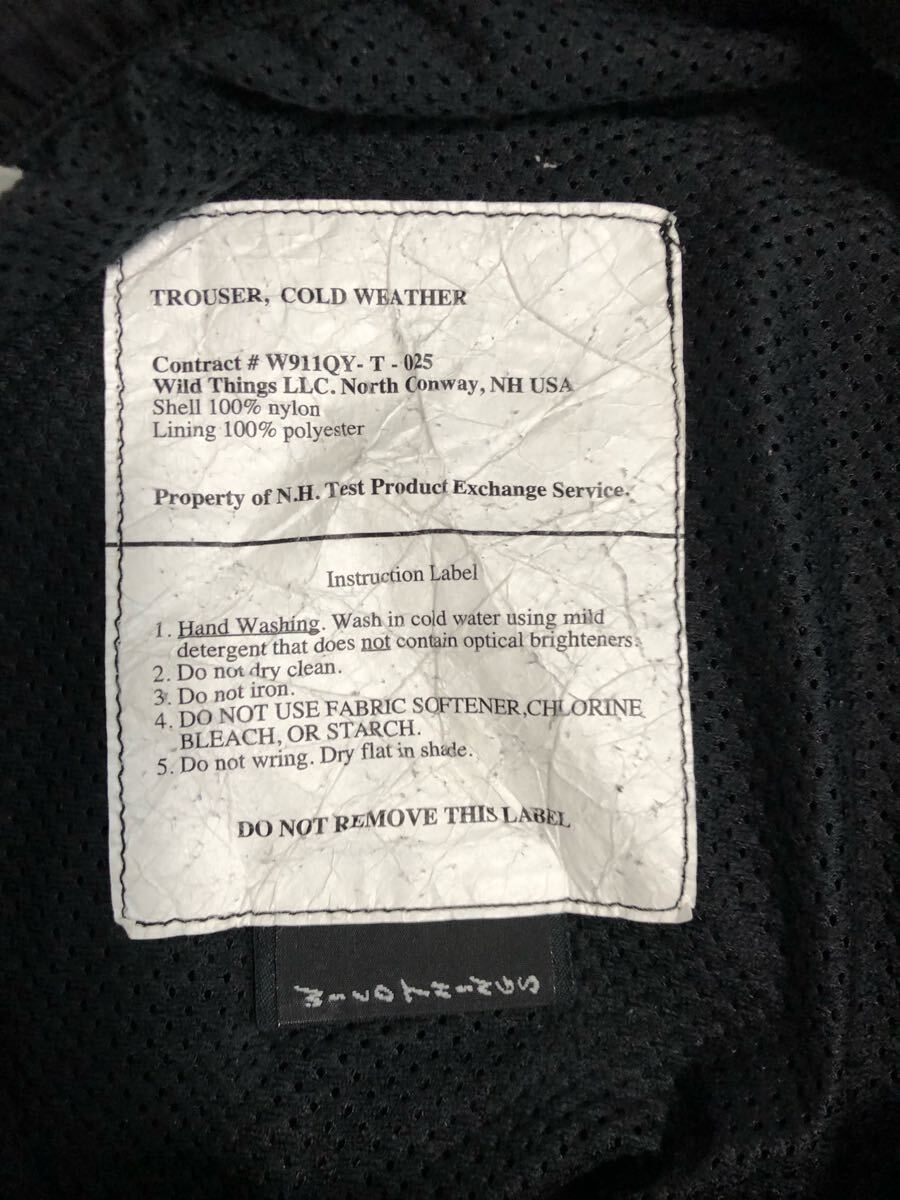 TROUSER, COLD WEATHER
Contract # W911QY- T - 025
Wild Things LLC. North Conway, NH USA
Shell 100% nylon
Lining 100% polyester
Property of N.H. Test Product Exchange Service.
Instruction Label
1. Hand Washing. Wash in cold water using mild
detergent that does not contain optical brighteners.
2. Do not dry clean.
3. Do not iron.
4. DO NOT USE FABRIC SOFTENER,CHLORINE
BLEACH, OR STARCH.
5. Do not wring. Dry flat in shade.
DO NOT REMOVE THIS LABEL
WILDTHINGS